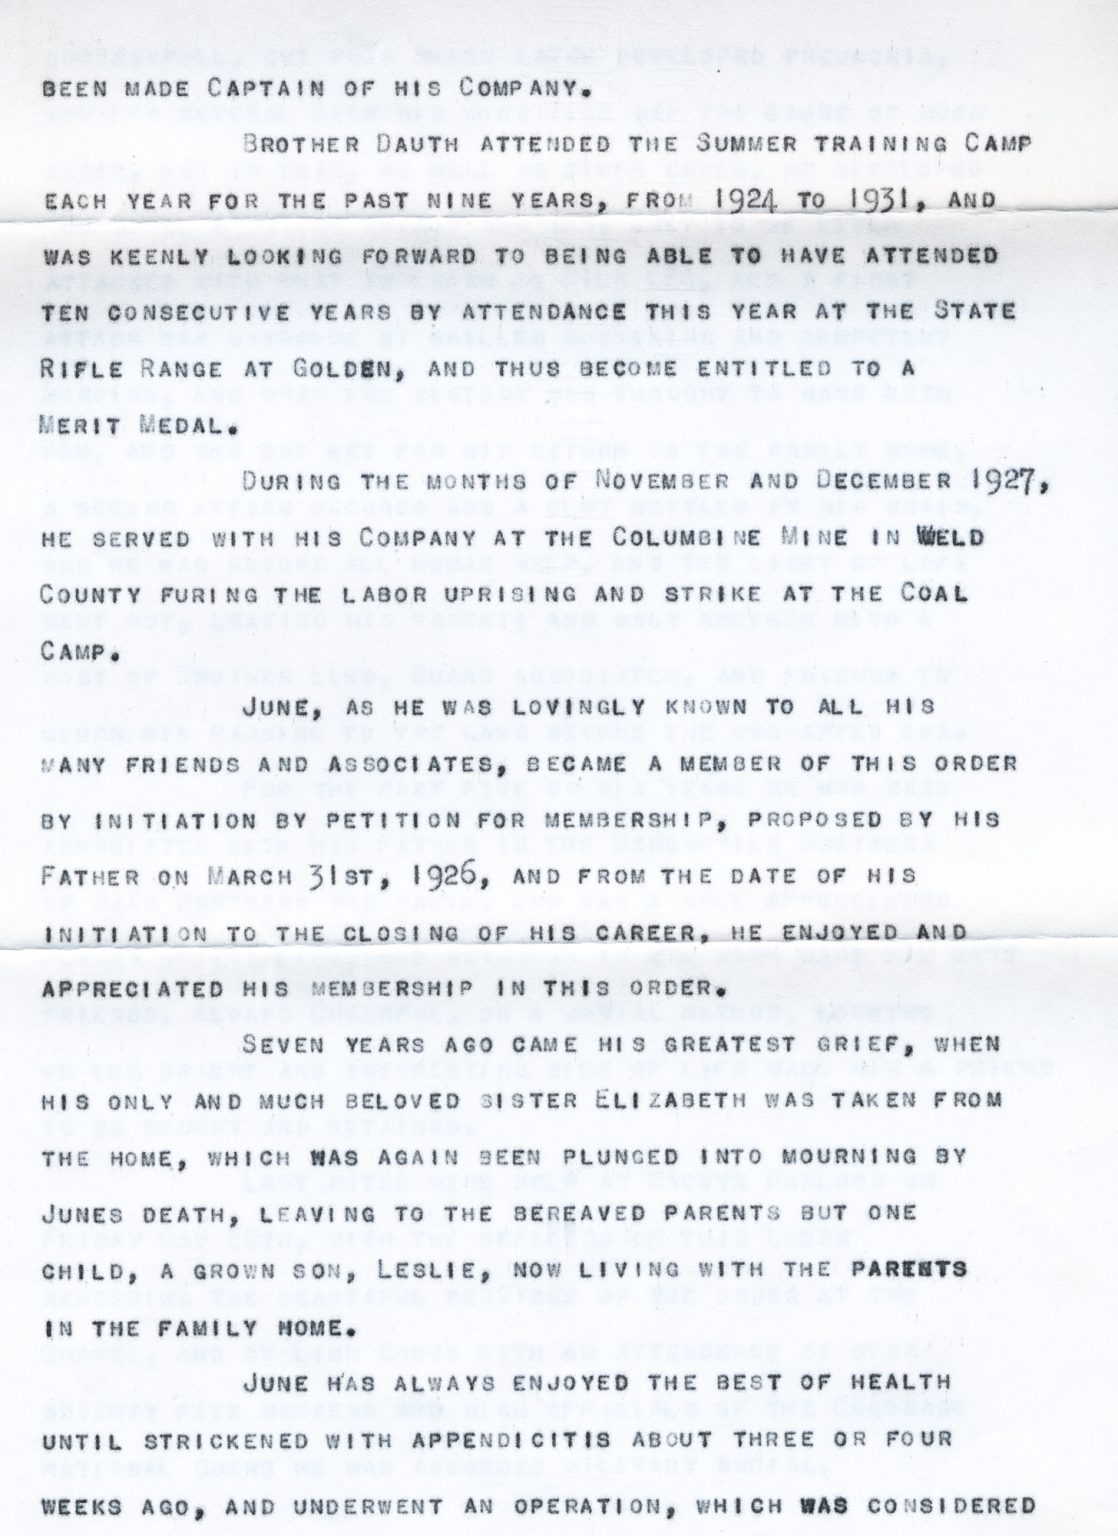 BEEN MADE CAPTAIN OF HIS COMPANY.
BROTHER DAUTH ATTENDED THE SUMMER TRAINING CAMP
EACH YEAR FOR THE PAST NINE YEARS, FROM 1924 TO 1931, AND
WAS KEENLY LOOKING FORWARD TO BEING ABLE TO HAVE ATTENDED
TEN CONSECUTIVE YEARS BY ATTENDANCE THIS YEAR AT THE STATE
RIFLE RANGE AT GOLDEN, AND THUS BECOME ENTITLED TO A
MERIT MEDAL.
DURING THE MONTHS OF NOVEMBER AND DECEMBER 1927,
HE SERVED WITH HIS COMPANY AT THE COLUMBINE MINE IN WELD
COUNTY FURING THE LABOR UPRISING AND STRIKE AT THE COAL
CAMP.
JUNE, AS HE WAS LOVINGLY KNOWN TO ALL HIS
MANY FRIENDS AND ASSOCIATES, BECAME A MEMBER OF THIS ORDER
BY INITIATION BY PETITION FOR MEMBERSHIP, PROPOSED BY HIS
FATHER ON MARCH 31ST, 1926, AND FROM THE DATE OF HIS
INITIATION TO THE CLOSING OF HIS CAREER, HE ENJOYED AND
APPRECIATED HIS MEMBERSHIP IN THIS ORDER.
SEVEN YEARS AGO CAME HIS GREATEST GRIEF, WHEN
HIS ONLY AND MUCH BELOVED SISTER ELIZABETH WAS TAKEN FROM
THE HOME, WHICH WAS AGAIN BEEN PLUNGED INTO MOURNING BY
JUNES DEATH, LEAVING TO THE BEREAVED PARENTS BUT ONE
CHILD, A GROWN SON, LESLIE, NOW LIVING WITH THE PARENTS
IN THE FAMILY HOME.
JUNE HAS ALWAYS ENJOYED THE BEST OF HEALTH
UNTIL STRICKENED WITH APPENDICITIS ABOUT THREE OR FOUR
WEEKS AGO, AND UNDERWENT AN OPERATION, WHICH WAS CONSIDERED